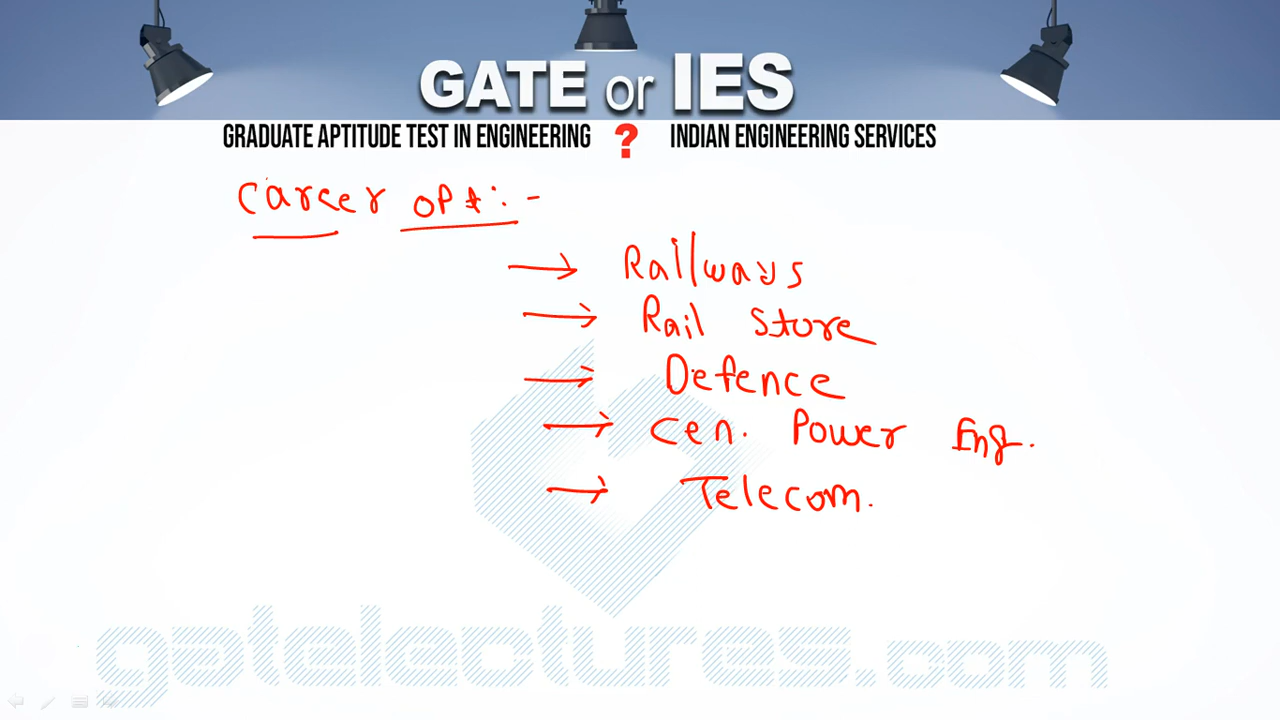 GATE or IES
GRADUATE APTITUDE TEST IN ENGINEERING ? INDIAN ENGINEERING SERVICES
Career opt: -
→ Railways
→ Rail Store
→ Defence
→ Cen. Power Eng.
→ Telecom.
gatelectures.com